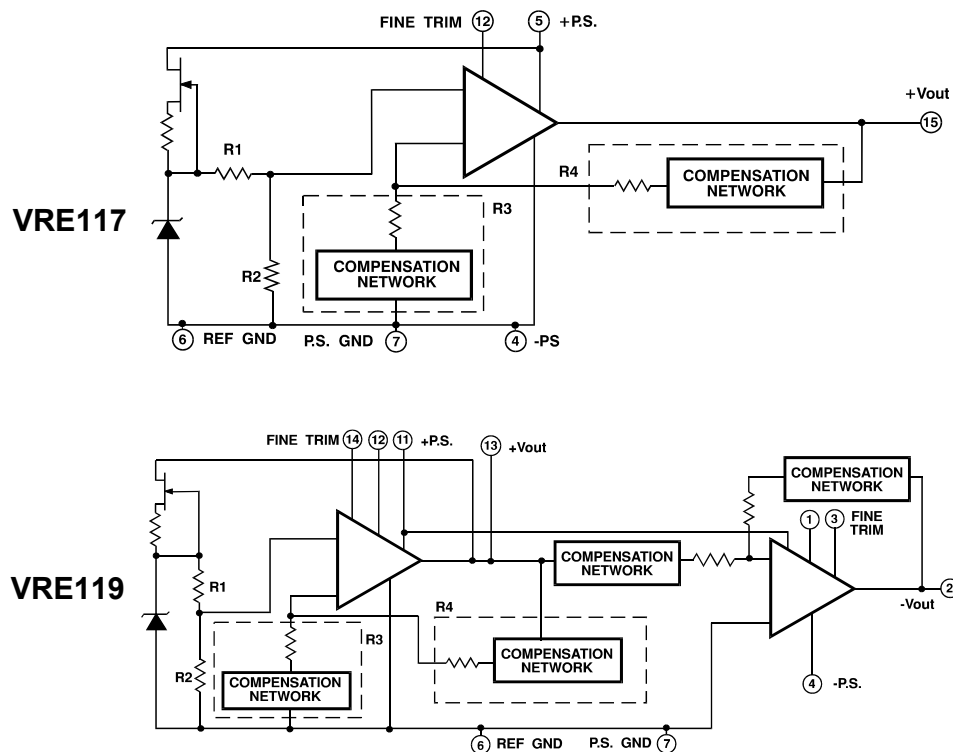 FINE TRIM 12 5 +P.S.
+Vout
15
R1
R4
COMPENSATION
NETWORK
VRE117
R3
R2
COMPENSATION
NETWORK
6 REF GND P.S. GND 7 4 -PS
FINE TRIM 14 12 11 +P.S. 13 +Vout
COMPENSATION
NETWORK
1 3 FINE
TRIM
COMPENSATION
NETWORK
VRE119
R1
2
-Vout
R4
R3
COMPENSATION
NETWORK
R2
COMPENSATION
NETWORK
4 -P.S.
6 REF GND P.S. GND 7